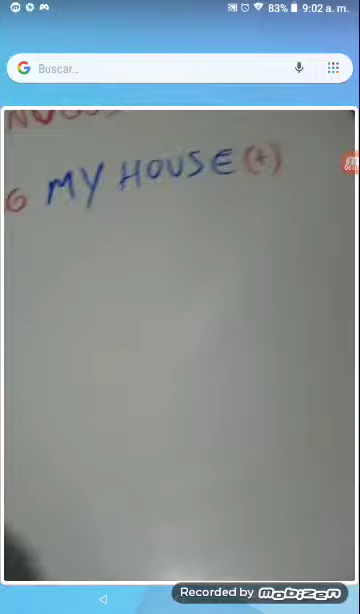 83% 9:02 a. m.
Buscar...
6 MY HOUSE (+)
Recorded by mobizen